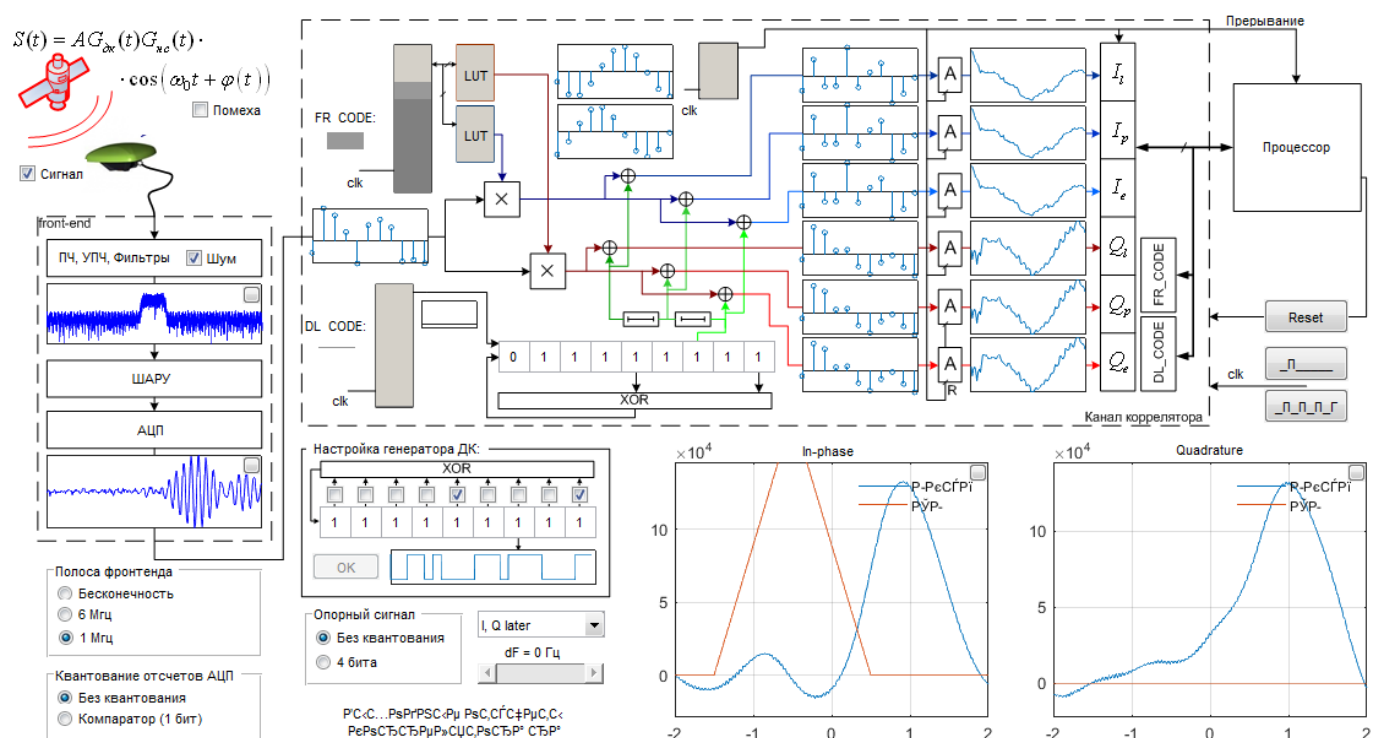 S(t) = AG_дк(t)G_нс(t) ·
· cos(ω₀t + φ(t))
Помеха
Сигнал
front-end
ПЧ, УПЧ, Фильтры
Шум
ШАРУ
АЦП
Полоса фронтенда
Бесконечность
6 Мгц
1 Мгц
Квантование отсчетов АЦП
Без квантования
Компаратор (1 бит)
FR CODE:
clk
LUT
LUT
×
×
clk
DL CODE:
clk
0 1 1 1 1 1 1 1 1
XOR
A
A
A
A
A
A
R
I_l
I_p
I_e
Q_l
Q_p
Q_e
FR_CODE
DL_CODE
Прерывание
Процессор
Reset
_П_____
clk
_П_П_П_Г
Канал коррелятора
Настройка генератора ДК:
XOR
1 1 1 1 1 1 1 1 1
OK
Опорный сигнал
Без квантования
4 бита
I, Q later
dF = 0 Гц
In-phase
×10⁴
10
5
0
-2 -1 0 1 2
Quadrature
×10⁴
10
5
0
-2 -1 0 1 2